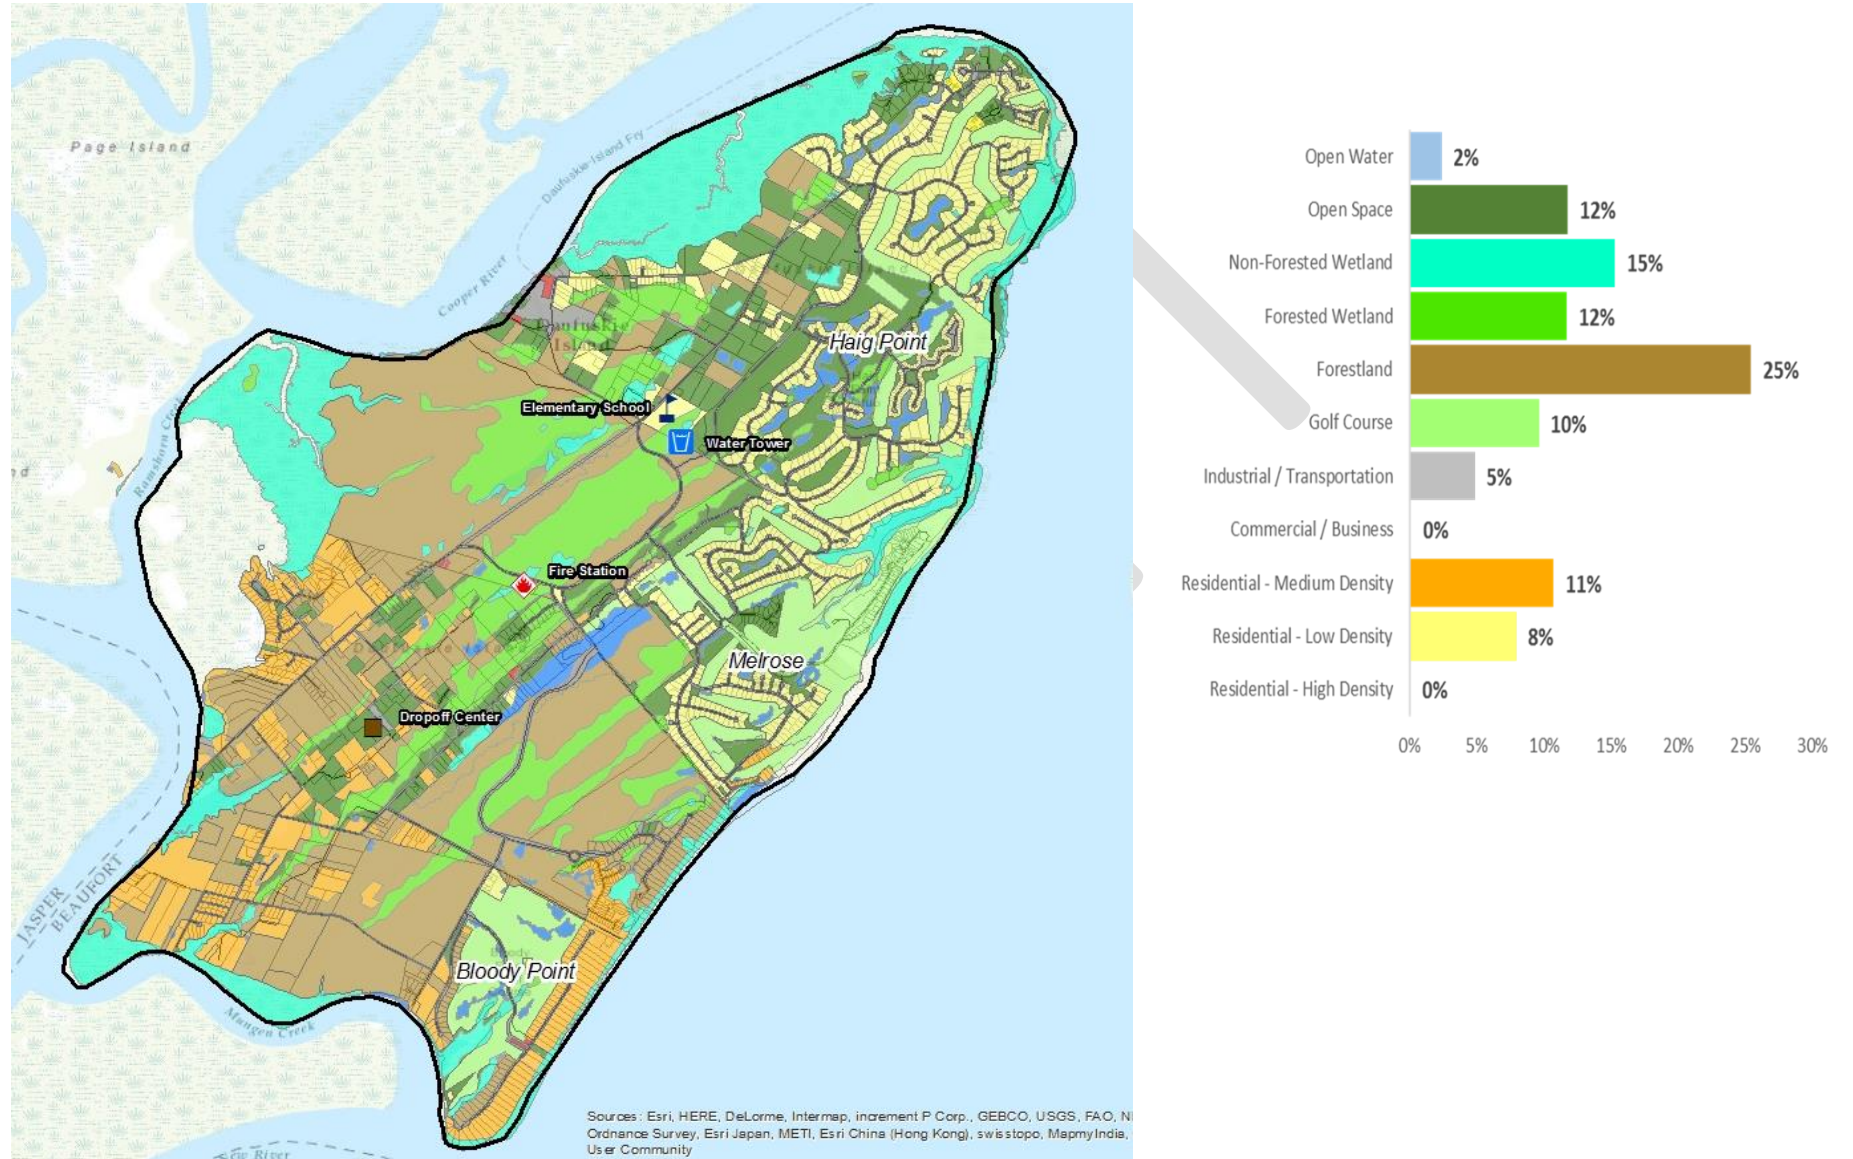 Page Island
Daufuskie-Island Fry
Cooper River
Daufuskie
Island
Haig Point
Elementary School
Water Tower
Ramshorn Creek
Fire Station
Daufuskie Island
Melrose
Dropoff Center
JASPER
BEAUFORT
Bloody Point
Mungen Creek
New River
Sources: Esri, HERE, DeLorme, Intermap, increment P Corp., GEBCO, USGS, FAO,
Ordnance Survey, Esri Japan, METI, Esri China (Hong Kong), swisstopo, MapmyIndia,
User Community
Open Water 2%
Open Space 12%
Non-Forested Wetland 15%
Forested Wetland 12%
Forestland 25%
Golf Course 10%
Industrial / Transportation 5%
Commercial / Business 0%
Residential - Medium Density 11%
Residential - Low Density 8%
Residential - High Density 0%
0% 5% 10% 15% 20% 25% 30%